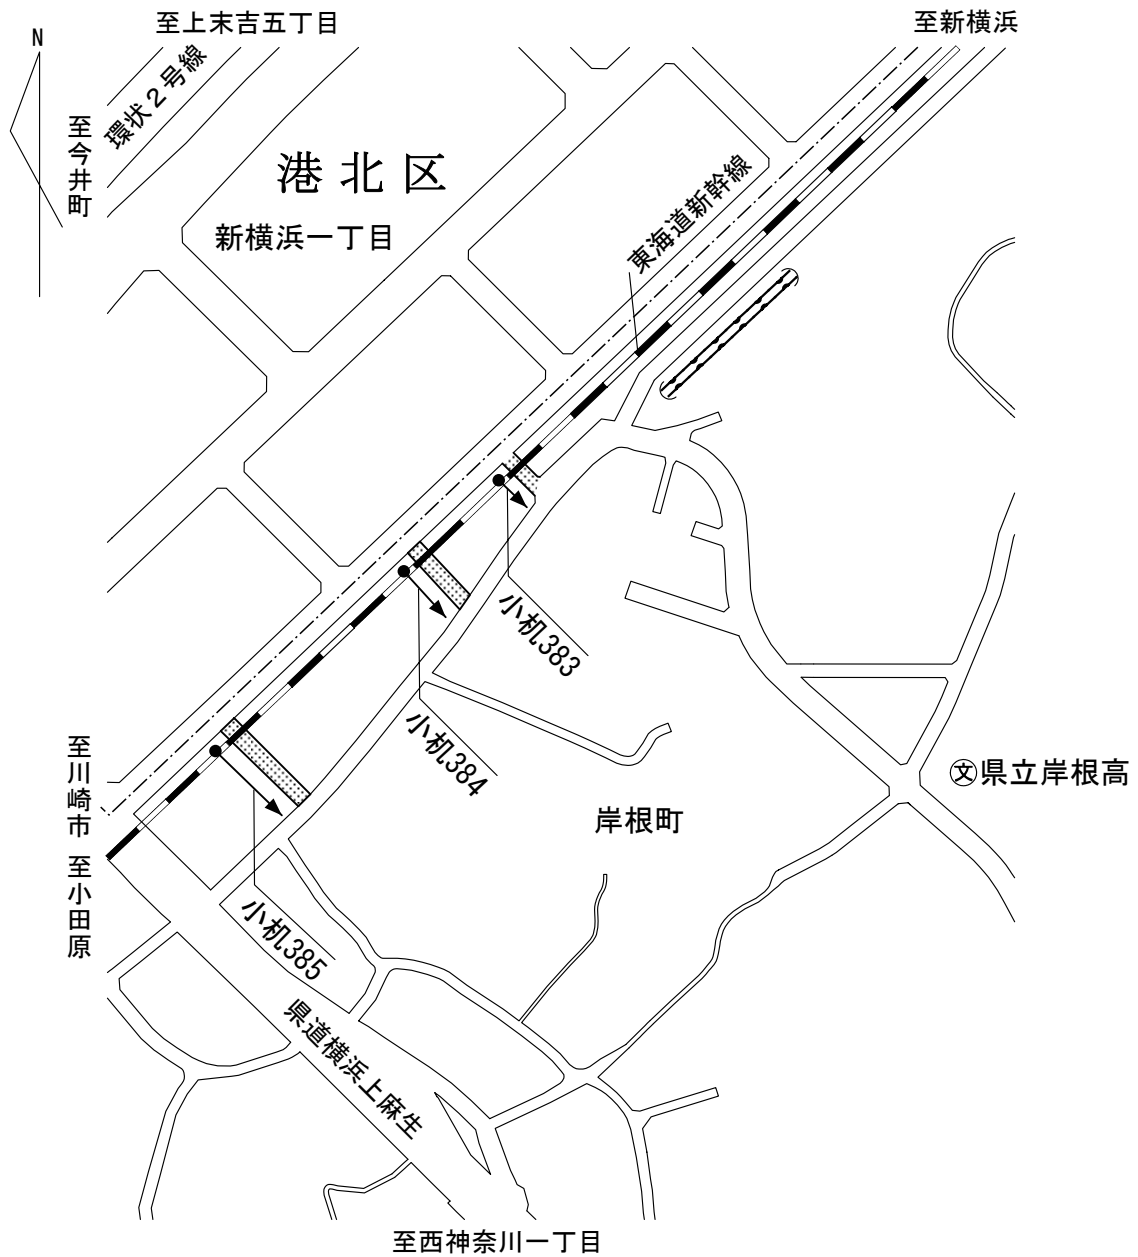 至上末吉五丁目
至新横浜
N
環状2号線
至今井町
港北区
新横浜一丁目
東海道新幹線
小机383
小机384
至川崎市
文県立岸根高
岸根町
至小田原
小机385
県道横浜上麻生
至西神奈川一丁目